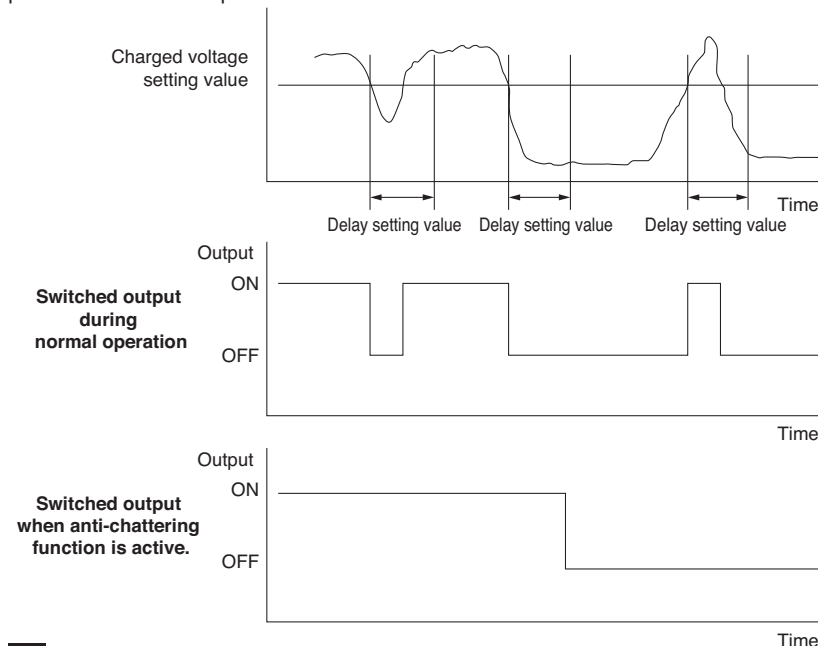 Charged voltage
setting value
Time
Delay setting value Delay setting value Delay setting value
Output
ON
Switched output
during
normal operation
OFF
Time
Output
ON
Switched output
when anti-chattering
function is active.
OFF
Time